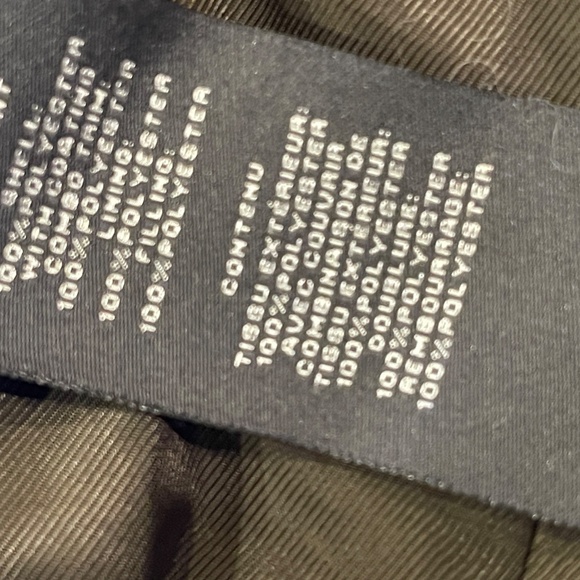 SHELL:
100%POLYESTER
WITH COATING
COMBO TRIM:
100%POLYESTER
LINING:
100%POLYESTER
FILLING:
100%POLYESTER
CONTENU
TISSU EXTÉRIEUR:
100%POLYESTER
AVEC COUVRIR
COMBINAISON DE
TISSU EXTERIEUR:
100%POLYESTER
DOUBLURE:
100%POLYESTER
REMBOURRAGE:
100%POLYESTER